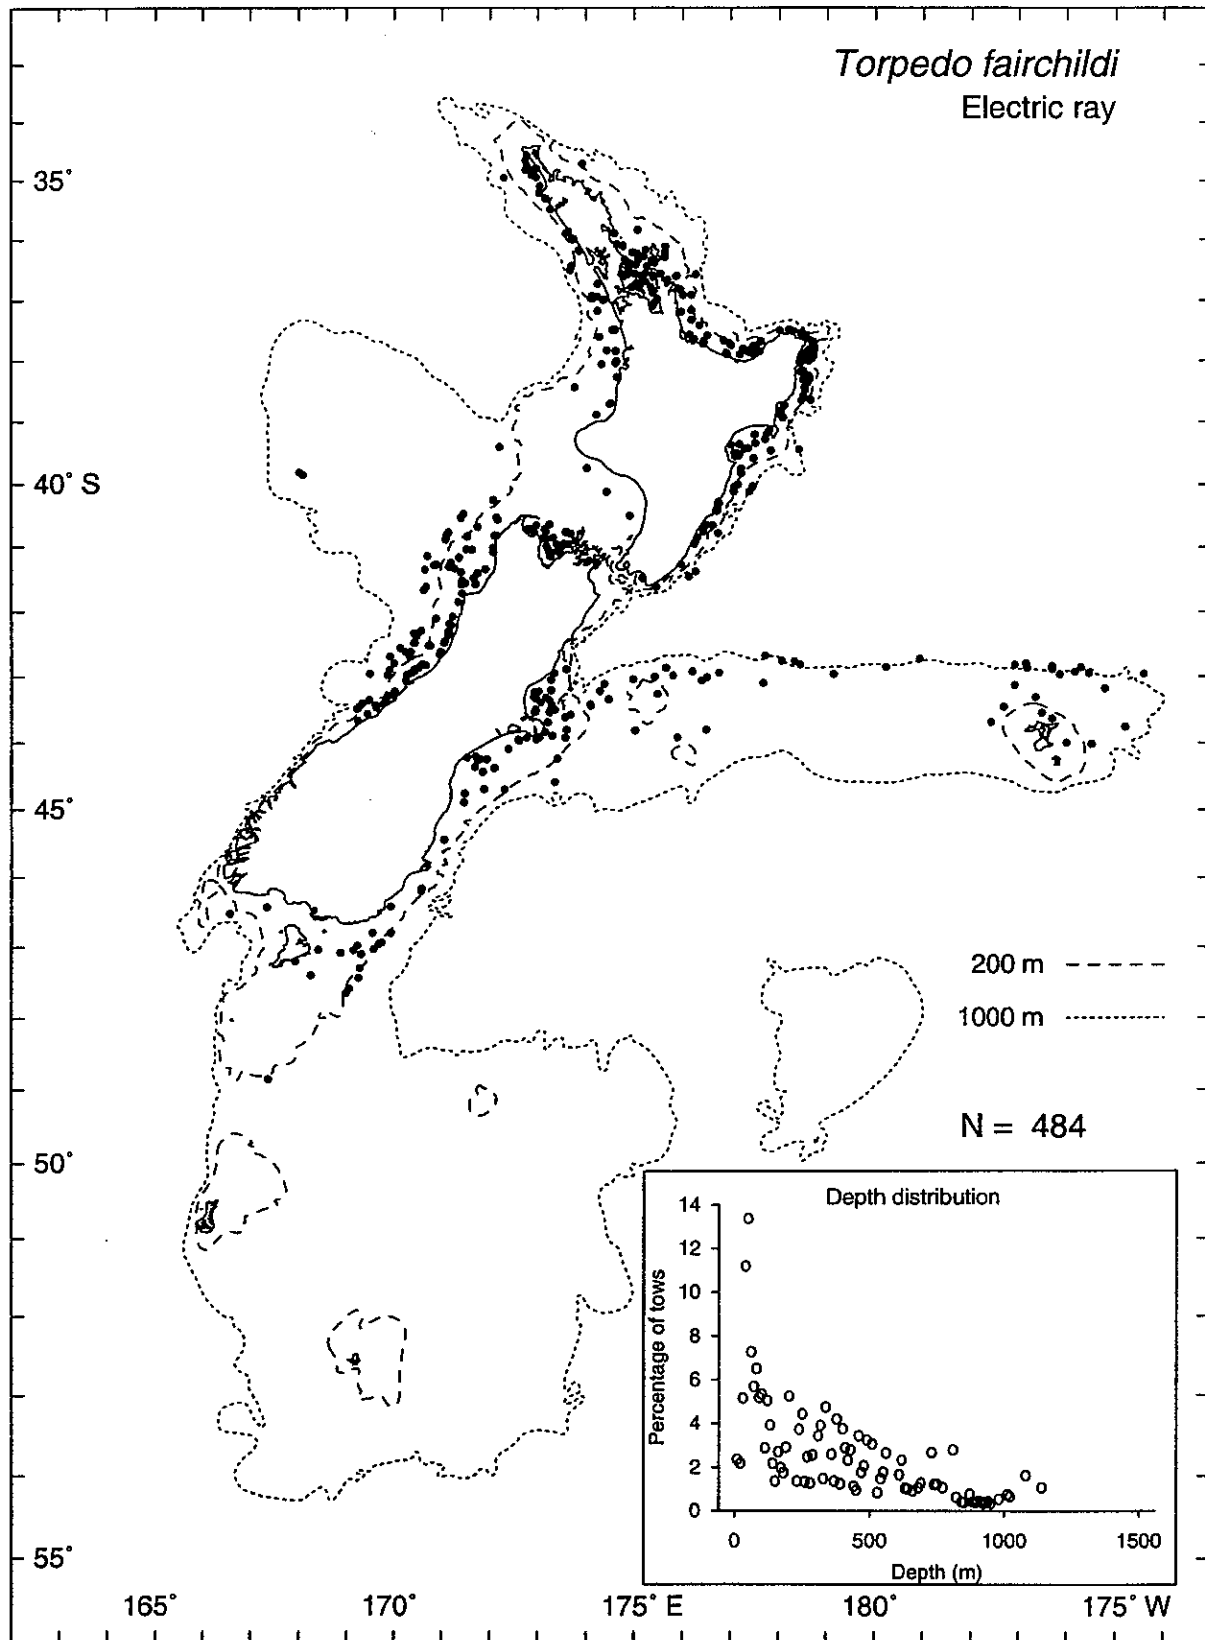 Torpedo fairchildi
Electric ray
35°
40° S
45°
200 m
1000 m
N = 484
50°
Depth distribution
14
12
10
8
6
4
2
0
Percentage of tows
0 500 1000 1500
Depth (m)
55°
165° 170° 175° E 180° 175° W